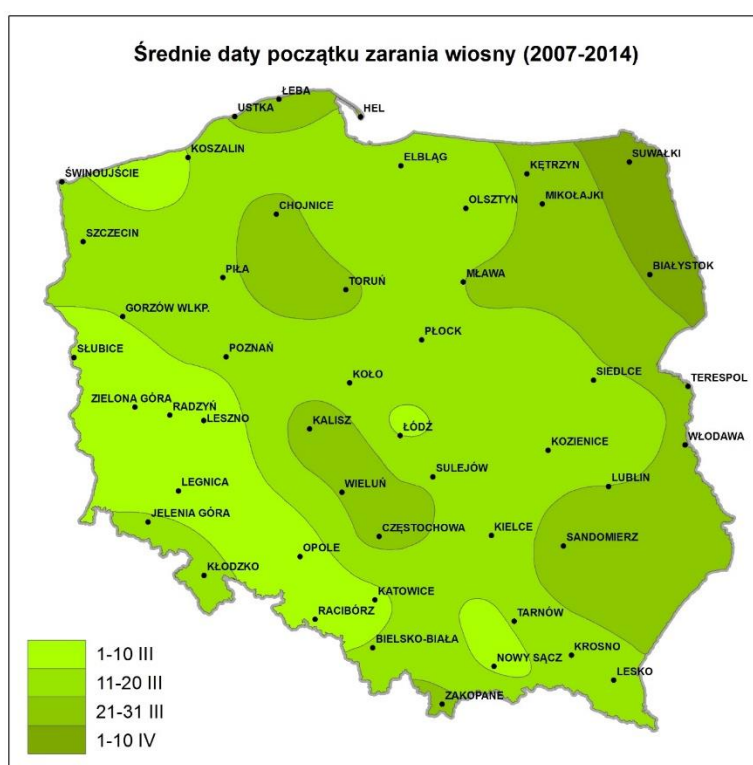 Średnie daty początku zarania wiosny (2007-2014)
ŁEBA
USTKA
HEL
KOSZALIN
ELBLĄG
KĘTRZYN
SUWAŁKI
ŚWINOUJŚCIE
OLSZTYN
MIKOŁAJKI
CHOJNICE
SZCZECIN
PIŁA
TORUŃ
MŁAWA
BIAŁYSTOK
GORZÓW WLKP.
PŁOCK
SŁUBICE
POZNAŃ
KOŁO
SIEDLCE
TERESPOL
ZIELONA GÓRA
RADZYŃ
LESZNO
KALISZ
ŁÓDŹ
WŁODAWA
KOZIENICE
SULEJÓW
LUBLIN
LEGNICA
WIELUŃ
JELENIA GÓRA
CZĘSTOCHOWA
KIELCE
SANDOMIERZ
OPOLE
KŁODZKO
KATOWICE
RACIBÓRZ
TARNÓW
BIELSKO-BIAŁA
NOWY SĄCZ
KROSNO
LESKO
ZAKOPANE
1-10 III
11-20 III
21-31 III
1-10 IV